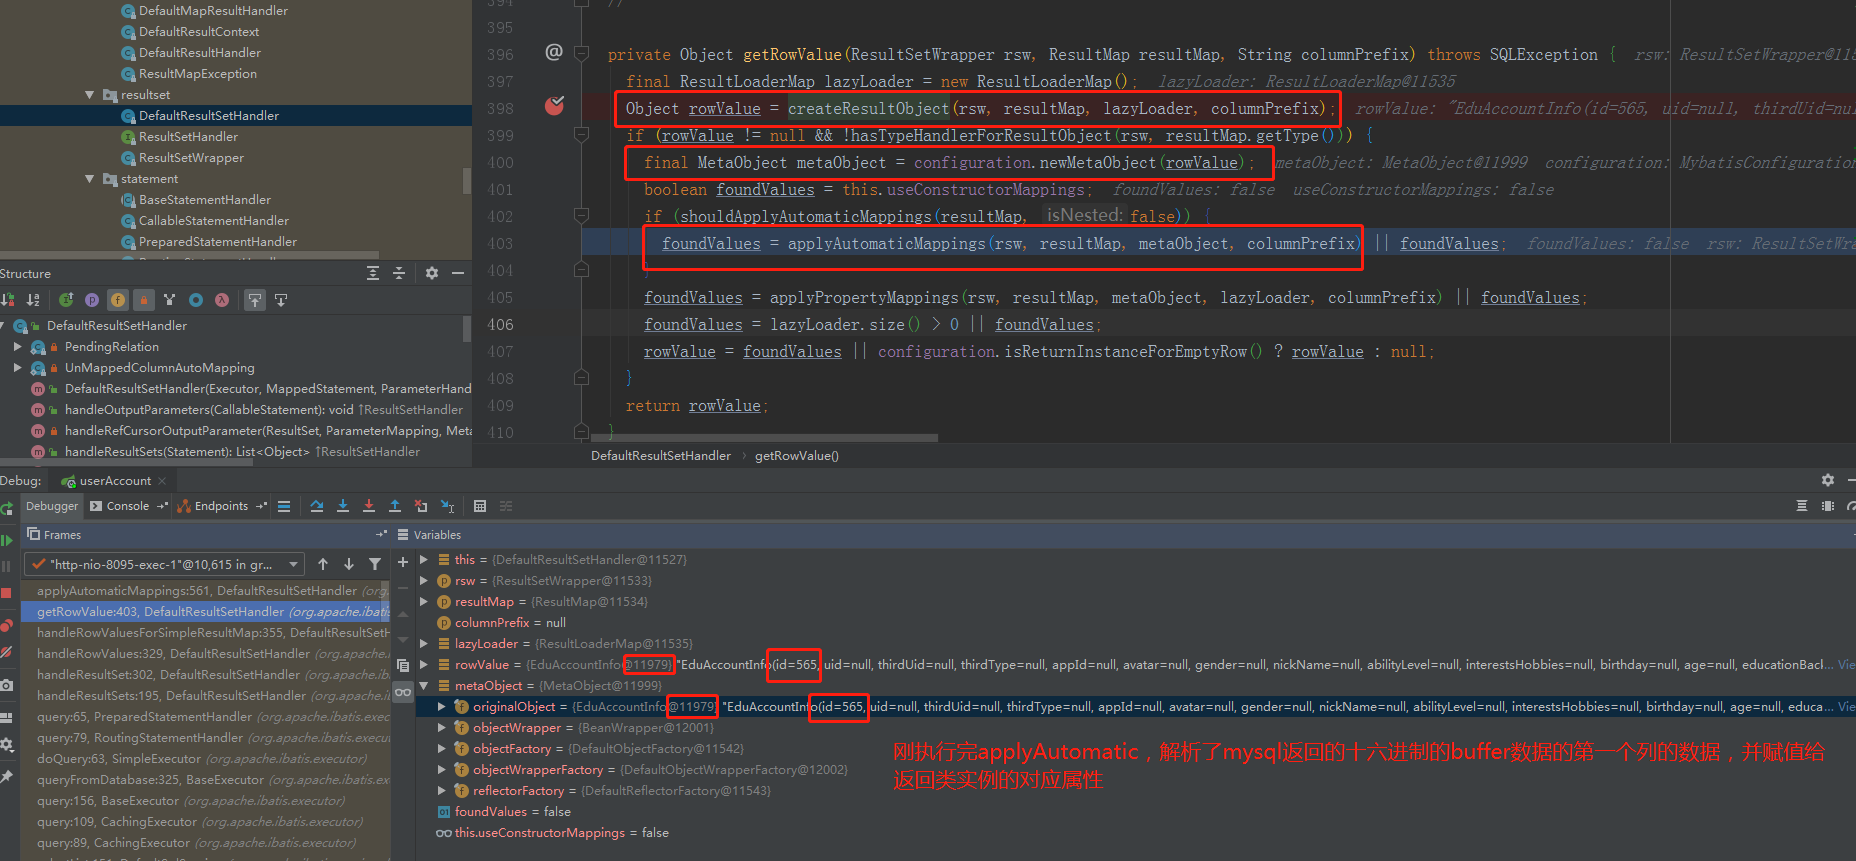 DefaultMapResultHandler
DefaultResultContext
DefaultResultHandler
ResultMapException
resultset
DefaultResultSetHandler
ResultSetHandler
ResultSetWrapper
statement
BaseStatementHandler
CallableStatementHandler
PreparedStatementHandler
Structure
DefaultResultSetHandler
PendingRelation
UnMappedColumnAutoMapping
DefaultResultSetHandler(Executor, MappedStatement, ParameterHand
handleOutputParameters(CallableStatement): void ↑ResultSetHandler
handleRefCursorOutputParameter(ResultSet, ParameterMapping, Meta
handleResultSets(Statement): List<Object> ↑ResultSetHandler
394 //
395
396 @ private Object getRowValue(ResultSetWrapper rsw, ResultMap resultMap, String columnPrefix) throws SQLException { rsw: ResultSetWrapper@115
397 final ResultLoaderMap lazyLoader = new ResultLoaderMap(); lazyLoader: ResultLoaderMap@11535
398 Object rowValue = createResultObject(rsw, resultMap, lazyLoader, columnPrefix); rowValue: "EduAccountInfo(id=565, uid=null, thirdUid=nul
399 if (rowValue != null && !hasTypeHandlerForResultObject(rsw, resultMap.getType())) {
400 final MetaObject metaObject = configuration.newMetaObject(rowValue); metaObject: MetaObject@11999 configuration: MybatisConfiguration
401 boolean foundValues = this.useConstructorMappings; foundValues: false useConstructorMappings: false
402 if (shouldApplyAutomaticMappings(resultMap, isNested: false)) {
403 foundValues = applyAutomaticMappings(rsw, resultMap, metaObject, columnPrefix) || foundValues; foundValues: false rsw: ResultSetWra
404 }
405 foundValues = applyPropertyMappings(rsw, resultMap, metaObject, lazyLoader, columnPrefix) || foundValues;
406 foundValues = lazyLoader.size() > 0 || foundValues;
407 rowValue = foundValues || configuration.isReturnInstanceForEmptyRow() ? rowValue : null;
408 }
409 return rowValue;
410 }
DefaultResultSetHandler › getRowValue()
Debug: userAccount ×
Debugger Console Endpoints
Frames
"http-nio-8095-exec-1"@10,615 in gr...
applyAutomaticMappings:561, DefaultResultSetHandler (org.
getRowValue:403, DefaultResultSetHandler (org.apache.ibatis.
handleRowValuesForSimpleResultMap:355, DefaultResultSetH
handleRowValues:329, DefaultResultSetHandler (org.apache.
handleResultSet:302, DefaultResultSetHandler (org.apache.ib
handleResultSets:195, DefaultResultSetHandler (org.apache.i
query:65, PreparedStatementHandler (org.apache.ibatis.exec
query:79, RoutingStatementHandler (org.apache.ibatis.execu
doQuery:63, SimpleExecutor (org.apache.ibatis.executor)
queryFromDatabase:325, BaseExecutor (org.apache.ibatis.ex
query:156, BaseExecutor (org.apache.ibatis.executor)
query:109, CachingExecutor (org.apache.ibatis.executor)
query:89, CachingExecutor (org.apache.ibatis.executor)
Variables
this = {DefaultResultSetHandler@11527}
rsw = {ResultSetWrapper@11533}
resultMap = {ResultMap@11534}
columnPrefix = null
lazyLoader = {ResultLoaderMap@11535}
rowValue = {EduAccountInfo@11979} "EduAccountInfo(id=565, uid=null, thirdUid=null, thirdType=null, appId=null, avatar=null, gender=null, nickName=null, abilityLevel=null, interestsHobbies=null, birthday=null, age=null, educationBack... Vie
metaObject = {MetaObject@11999}
originalObject = {EduAccountInfo@11979} "EduAccountInfo(id=565, uid=null, thirdUid=null, thirdType=null, appId=null, avatar=null, gender=null, nickName=null, abilityLevel=null, interestsHobbies=null, birthday=null, age=null, educa... Vie
objectWrapper = {BeanWrapper@12001}
objectFactory = {DefaultObjectFactory@11542}
objectWrapperFactory = {DefaultObjectWrapperFactory@12002}
reflectorFactory = {DefaultReflectorFactory@11543}
foundValues = false
this.useConstructorMappings = false
刚执行完applyAutomatic，解析了mysql返回的十六进制的buffer数据的第一个列的数据，并赋值给
返回类实例的对应属性